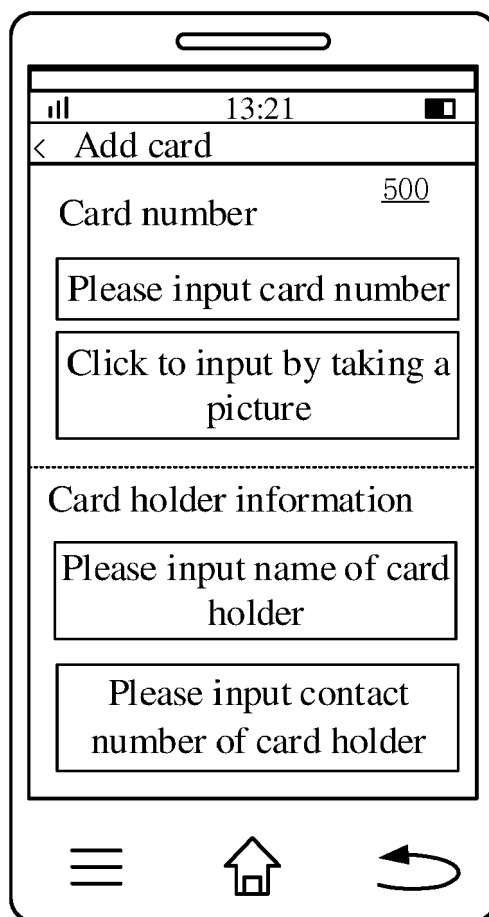 13:21
< Add card
500
Card number
Please input card number
Click to input by taking a
picture
Card holder information
Please input name of card
holder
Please input contact
number of card holder